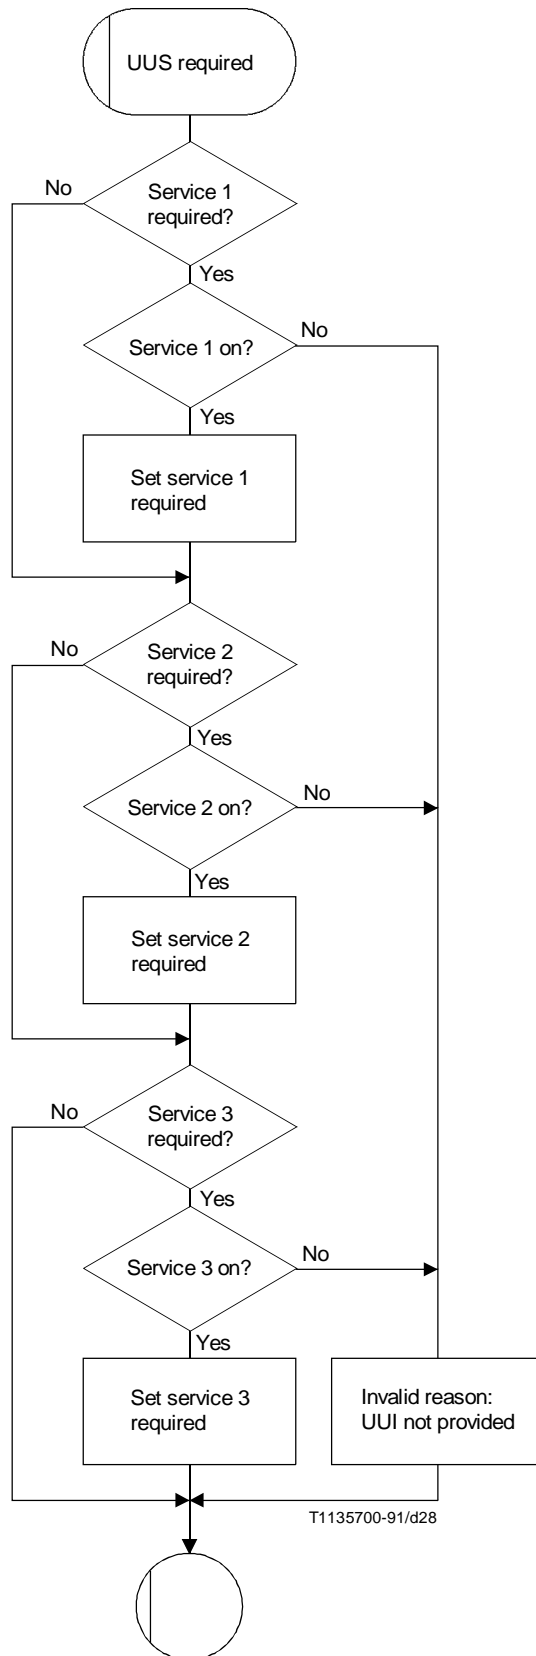 UUS required
No
Service 1
required?
Yes
Service 1 on?
No
Yes
Set service 1
required
No
Service 2
required?
Yes
Service 2 on?
No
Yes
Set service 2
required
No
Service 3
required?
Yes
Service 3 on?
No
Yes
Set service 3
required
Invalid reason:
UUI not provided
T1135700-91/d28